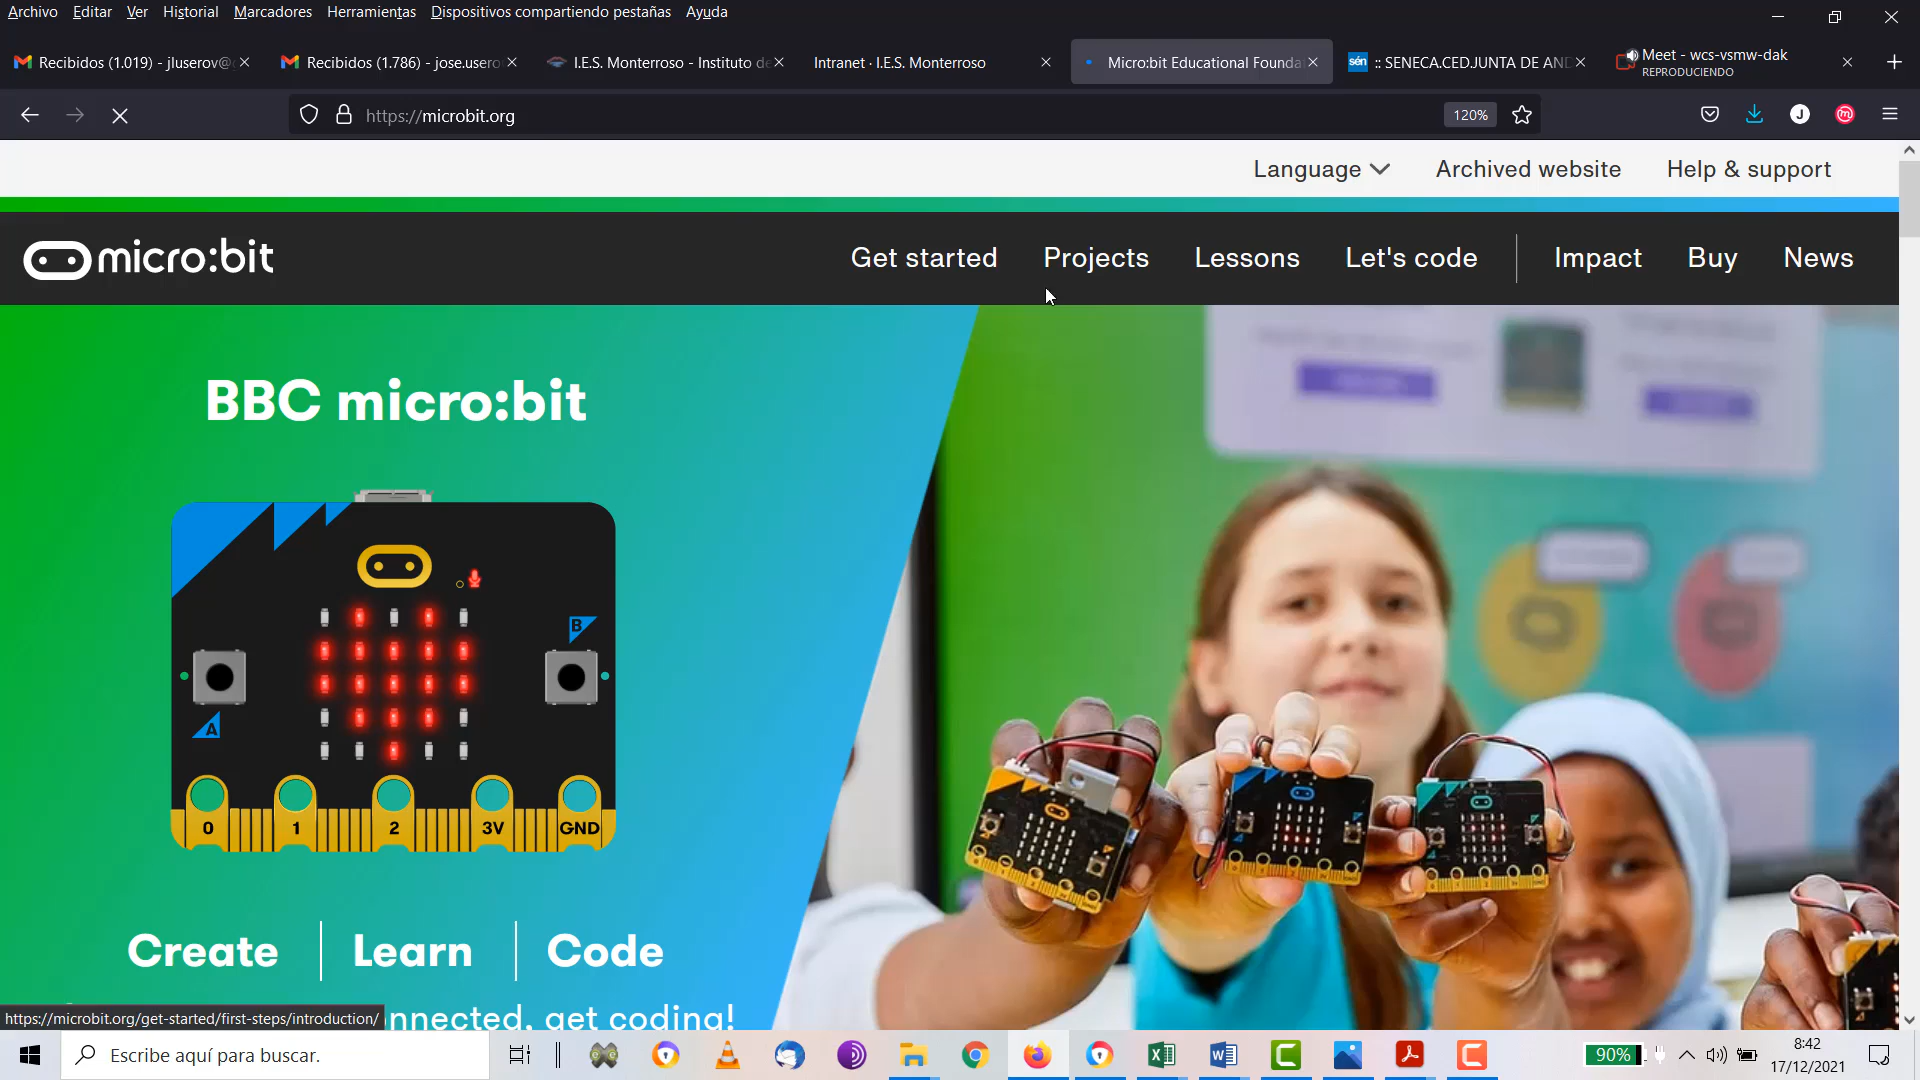 Archivo Editar Ver Historial Marcadores Herramientas Dispositivos compartiendo pestañas Ayuda
Recibidos (1.019) - jluserov@g
Recibidos (1.786) - jose.usero
I.E.S. Monterroso - Instituto de
Intranet · I.E.S. Monterroso
Micro:bit Educational Founda
sén :: SENECA.CED.JUNTA DE AND
Meet - wcs-vsmw-dak
REPRODUCIENDO
https://microbit.org
120%
J
m
Language Archived website Help & support
micro:bit
Get started Projects Lessons Let's code Impact Buy News
BBC micro:bit
B
A
0 1 2 3V GND
Create Learn Code
nnected, get coding!
https://microbit.org/get-started/first-steps/introduction/
Escribe aquí para buscar.
90%
8:42
17/12/2021